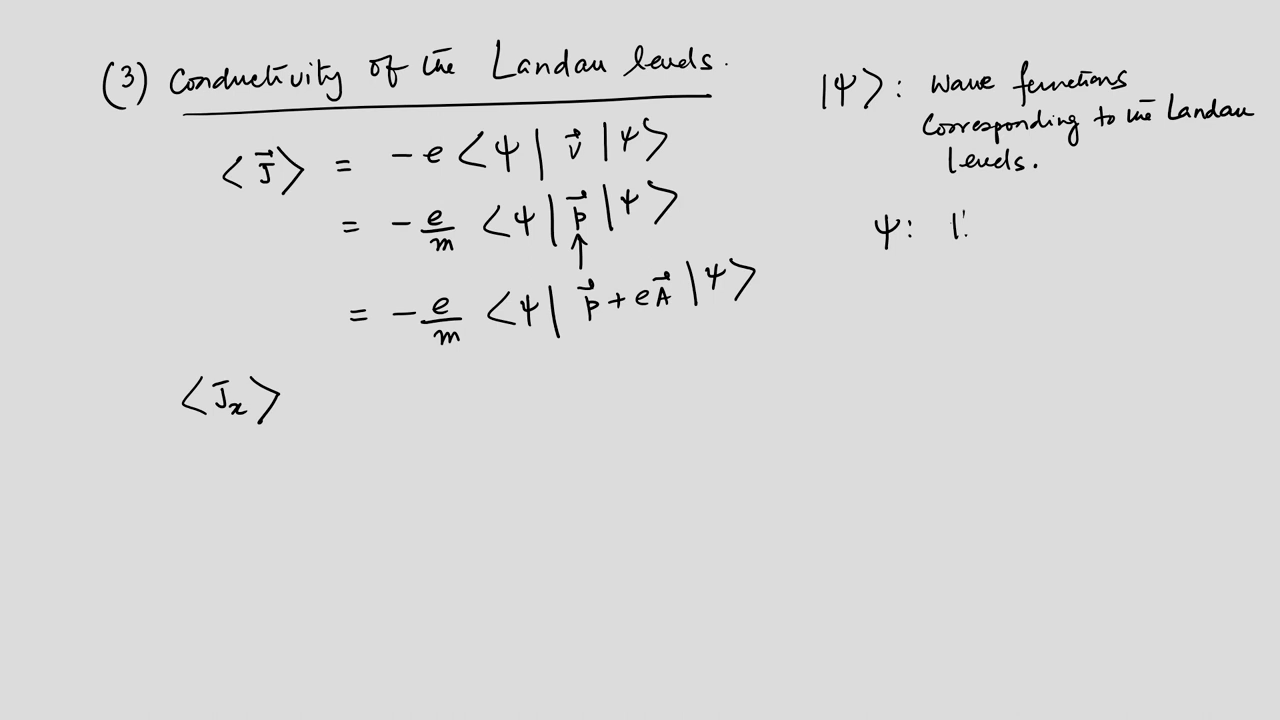 (3) Conductivity of the Landau levels.
⟨J⃗⟩ = -e ⟨ψ| v⃗ |ψ⟩
= -e/m ⟨ψ| p⃗ |ψ⟩
↑
= -e/m ⟨ψ| p⃗ + eA⃗ |ψ⟩
⟨Jₓ⟩
|ψ⟩: Wave functions
corresponding to the Landau
levels.
ψ: